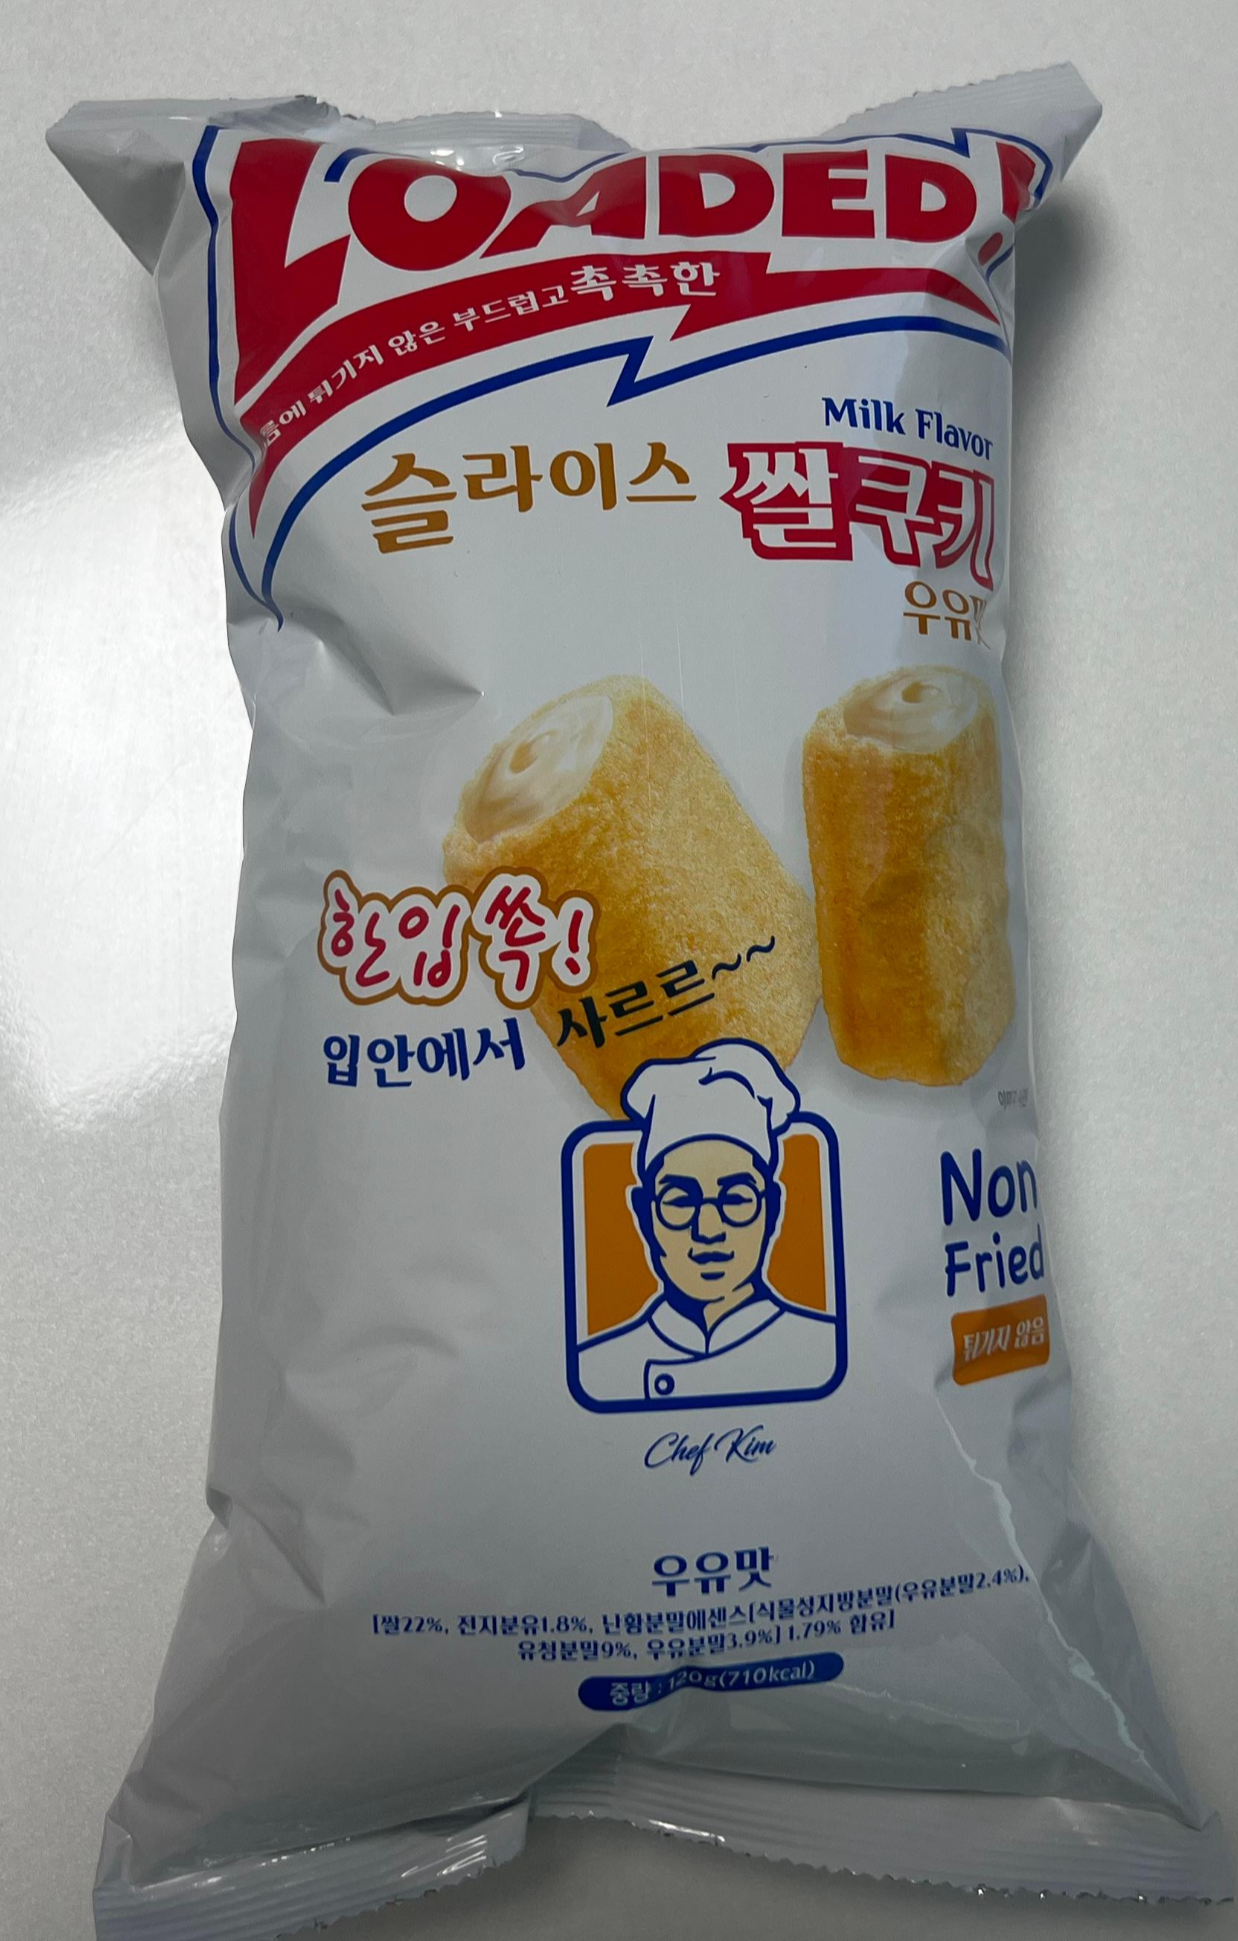 LOADED!
튀기지 않은 부드럽고 촉촉한
Milk Flavor
슬라이스 쌀쿠키
우유맛
한입 쏙!
입안에서 사르르~~
Non
Fried
튀기지 않음
Chef Kim
우유맛
[쌀22%, 전지분유1.8%, 난황분말에센스[식물성지방분말(우유분말2.4%),
유청분말9%, 우유분말3.9%] 1.79% 함유]
중량 : 120g(710kcal)